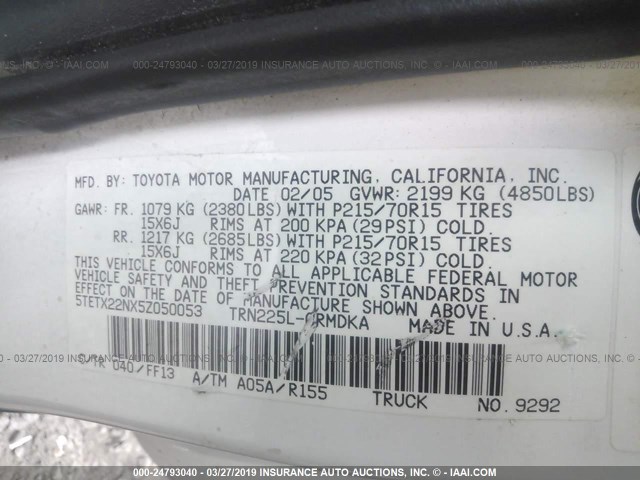 000-24793040 - 03/27/2019 INSURANCE AUTO AUCTIONS, INC. - © - IAAI.COM
MFD. BY: TOYOTA MOTOR MANUFACTURING, CALIFORNIA, INC.
DATE 02/05 GVWR: 2199 KG (4850LBS)
GAWR: FR. 1079 KG (2380LBS) WITH P215/70R15 TIRES
15X6J RIMS AT 200 KPA (29PSI) COLD.
RR. 1217 KG (2685LBS) WITH P215/70R15 TIRES
15X6J RIMS AT 220 KPA (32PSI) COLD.
THIS VEHICLE CONFORMS TO ALL APPLICABLE FEDERAL MOTOR
VEHICLE SAFETY AND THEFT PREVENTION STANDARDS IN
EFFECT ON THE DATE OF MANUFACTURE SHOWN ABOVE.
5TETX22NX5Z050053 MADE IN U.S.A.
040/FF13 A/TM A05A/R155 TRUCK NO. 9292
000-24793040 - 03/27/2019 INSURANCE AUTO AUCTIONS, INC. - © - IAAI.COM